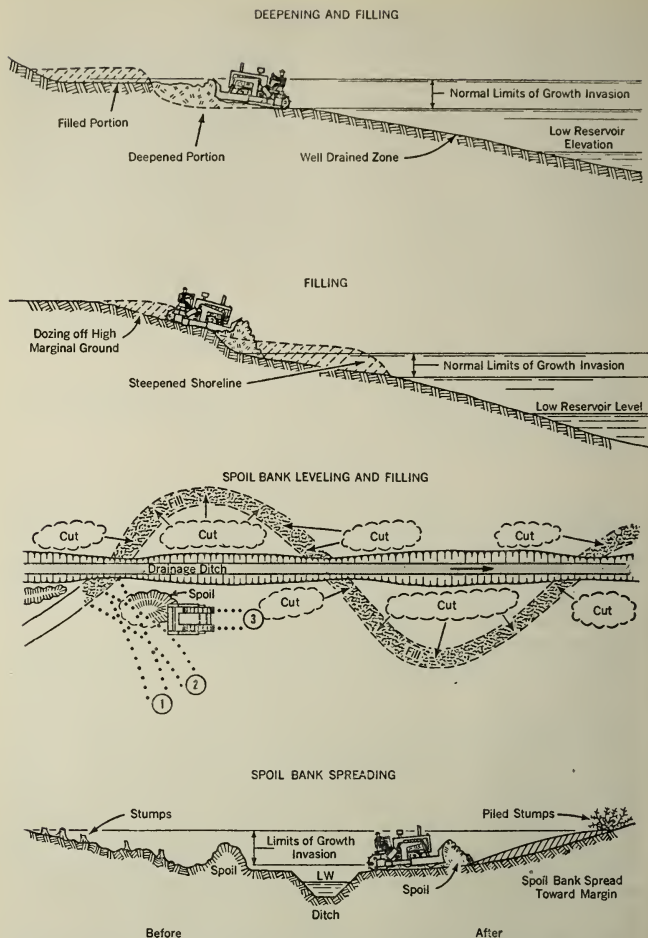 DEEPENING AND FILLING
Normal Limits of Growth Invasion
Filled Portion
Low Reservoir
Elevation
Deepened Portion
Well Drained Zone
FILLING
Dozing off High
Marginal Ground
Normal Limits of Growth Invasion
Steepened Shoreline
Low Reservoir Level
SPOIL BANK LEVELING AND FILLING
Fill
Cut
Cut
Cut
Cut
Drainage Ditch
Spoil
Cut
Cut
Cut
3
Fill
2
1
SPOIL BANK SPREADING
Stumps
Piled Stumps
Limits of Growth
Invasion
Spoil
LW
Spoil
Spoil Bank Spread
Toward Margin
Ditch
Before
After